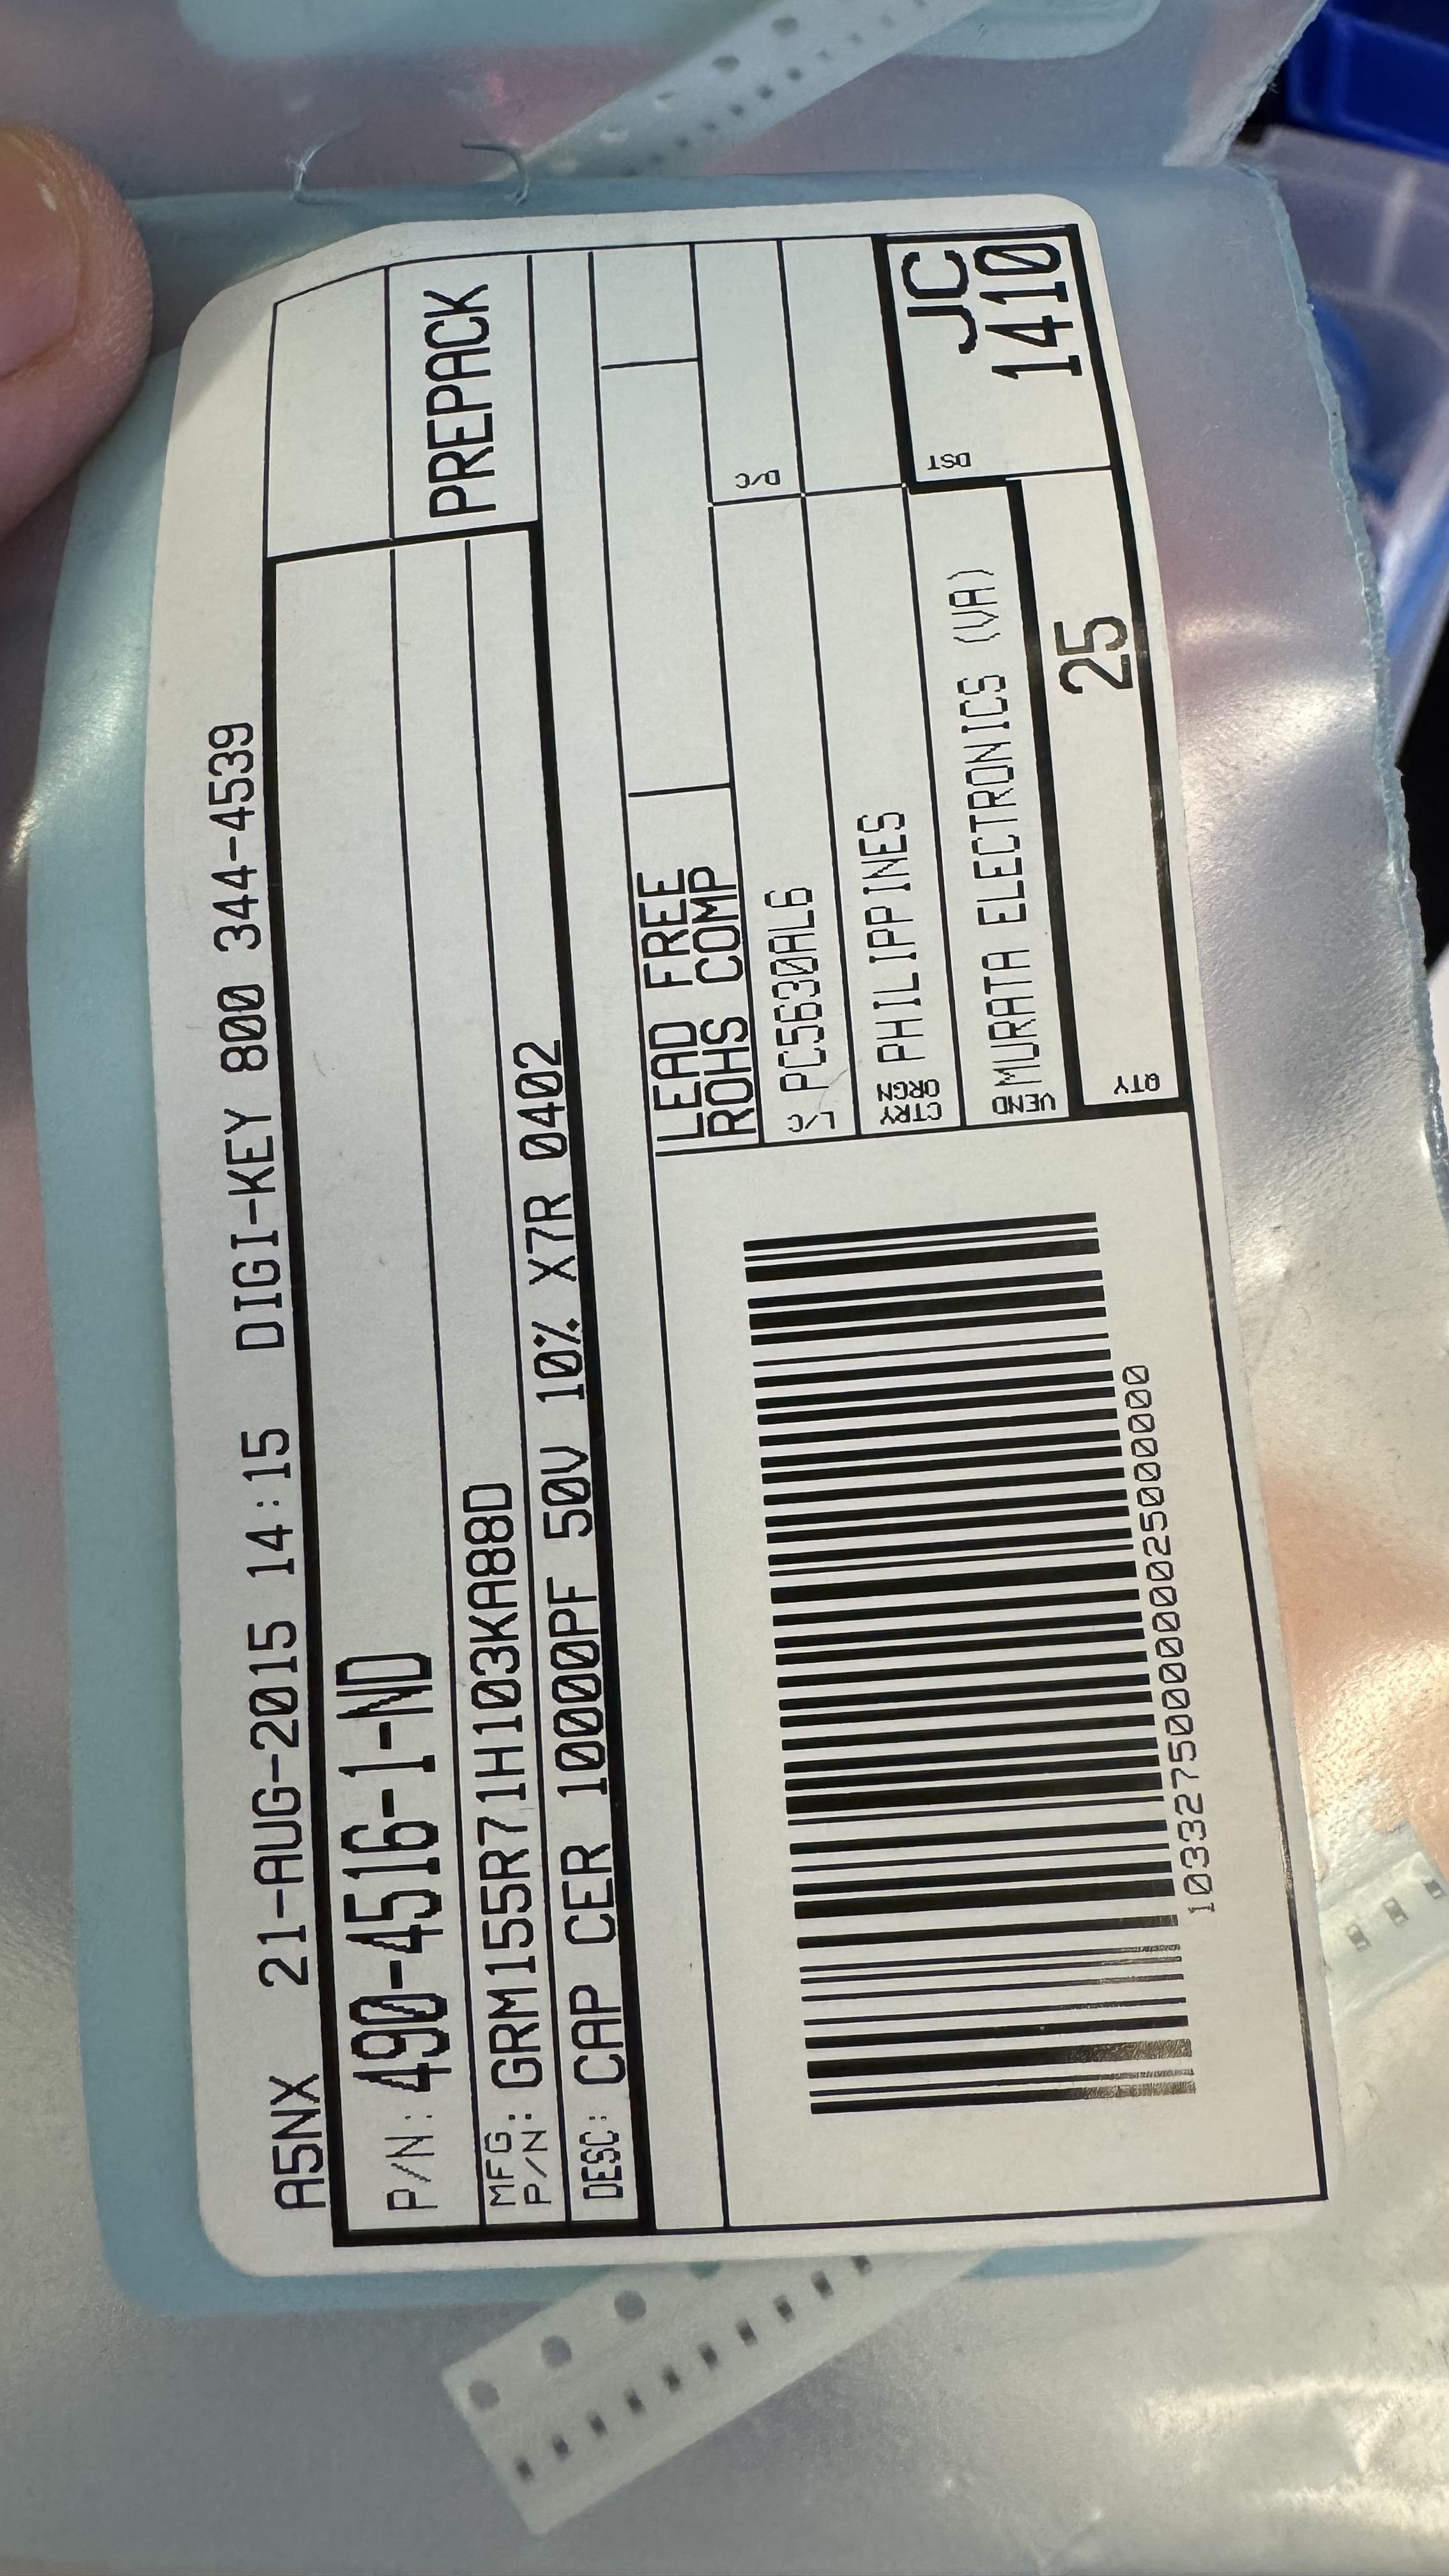 A5NX 21-AUG-2015 14:15 DIGI-KEY 800 344-4539
P/N: 490-4516-1-ND
PREPACK
MFG P/N: GRM155R71H103KA88D
DESC: CAP CER 10000PF 50V 10% X7R 0402
LEAD FREE
ROHS COMP
L/C PC5630AL6
D/C
CTRY ORGN PHILIPPINES
VEND MURATA ELECTRONICS (VA)
DST JC
1410
QTY 25